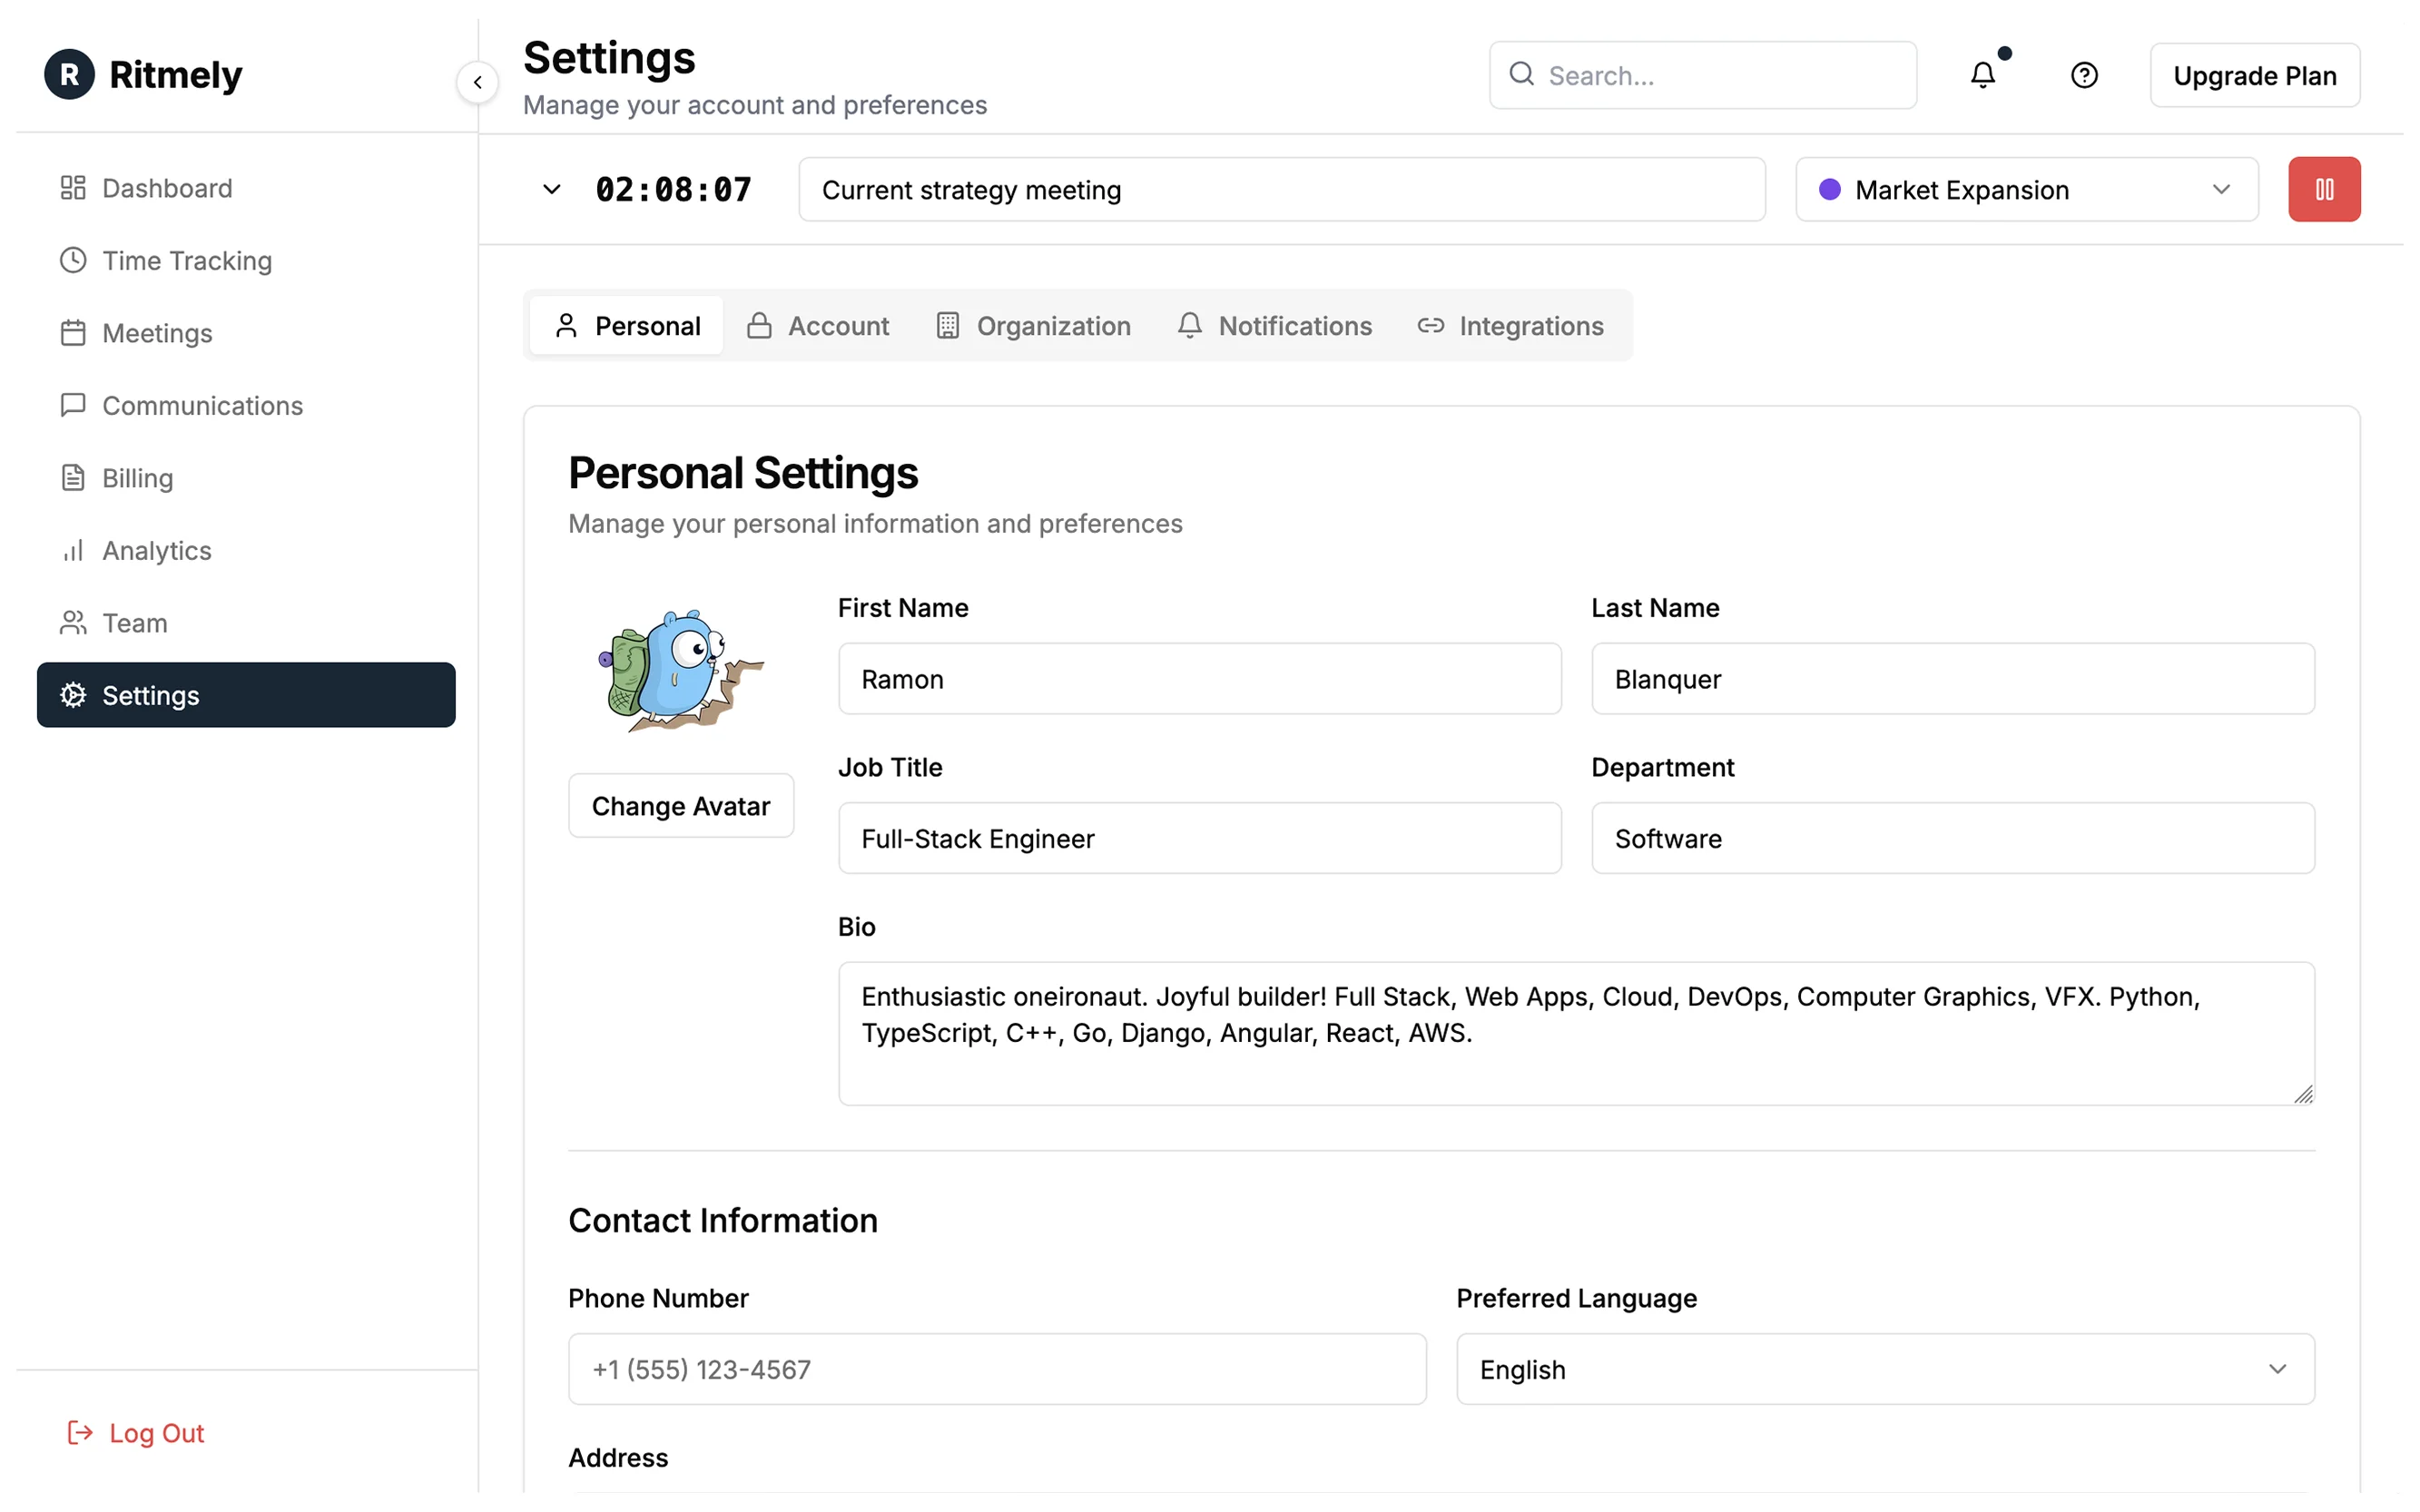 R Ritmely
Dashboard
Time Tracking
Meetings
Communications
Billing
Analytics
Team
Settings
Log Out
Settings
Manage your account and preferences
Search...
Upgrade Plan
02:08:07
Current strategy meeting
Market Expansion
Personal
Account
Organization
Notifications
Integrations
Personal Settings
Manage your personal information and preferences
Change Avatar
First Name
Ramon
Last Name
Blanquer
Job Title
Full-Stack Engineer
Department
Software
Bio
Enthusiastic oneironaut. Joyful builder! Full Stack, Web Apps, Cloud, DevOps, Computer Graphics, VFX. Python,
TypeScript, C++, Go, Django, Angular, React, AWS.
Contact Information
Phone Number
+1 (555) 123-4567
Preferred Language
English
Address